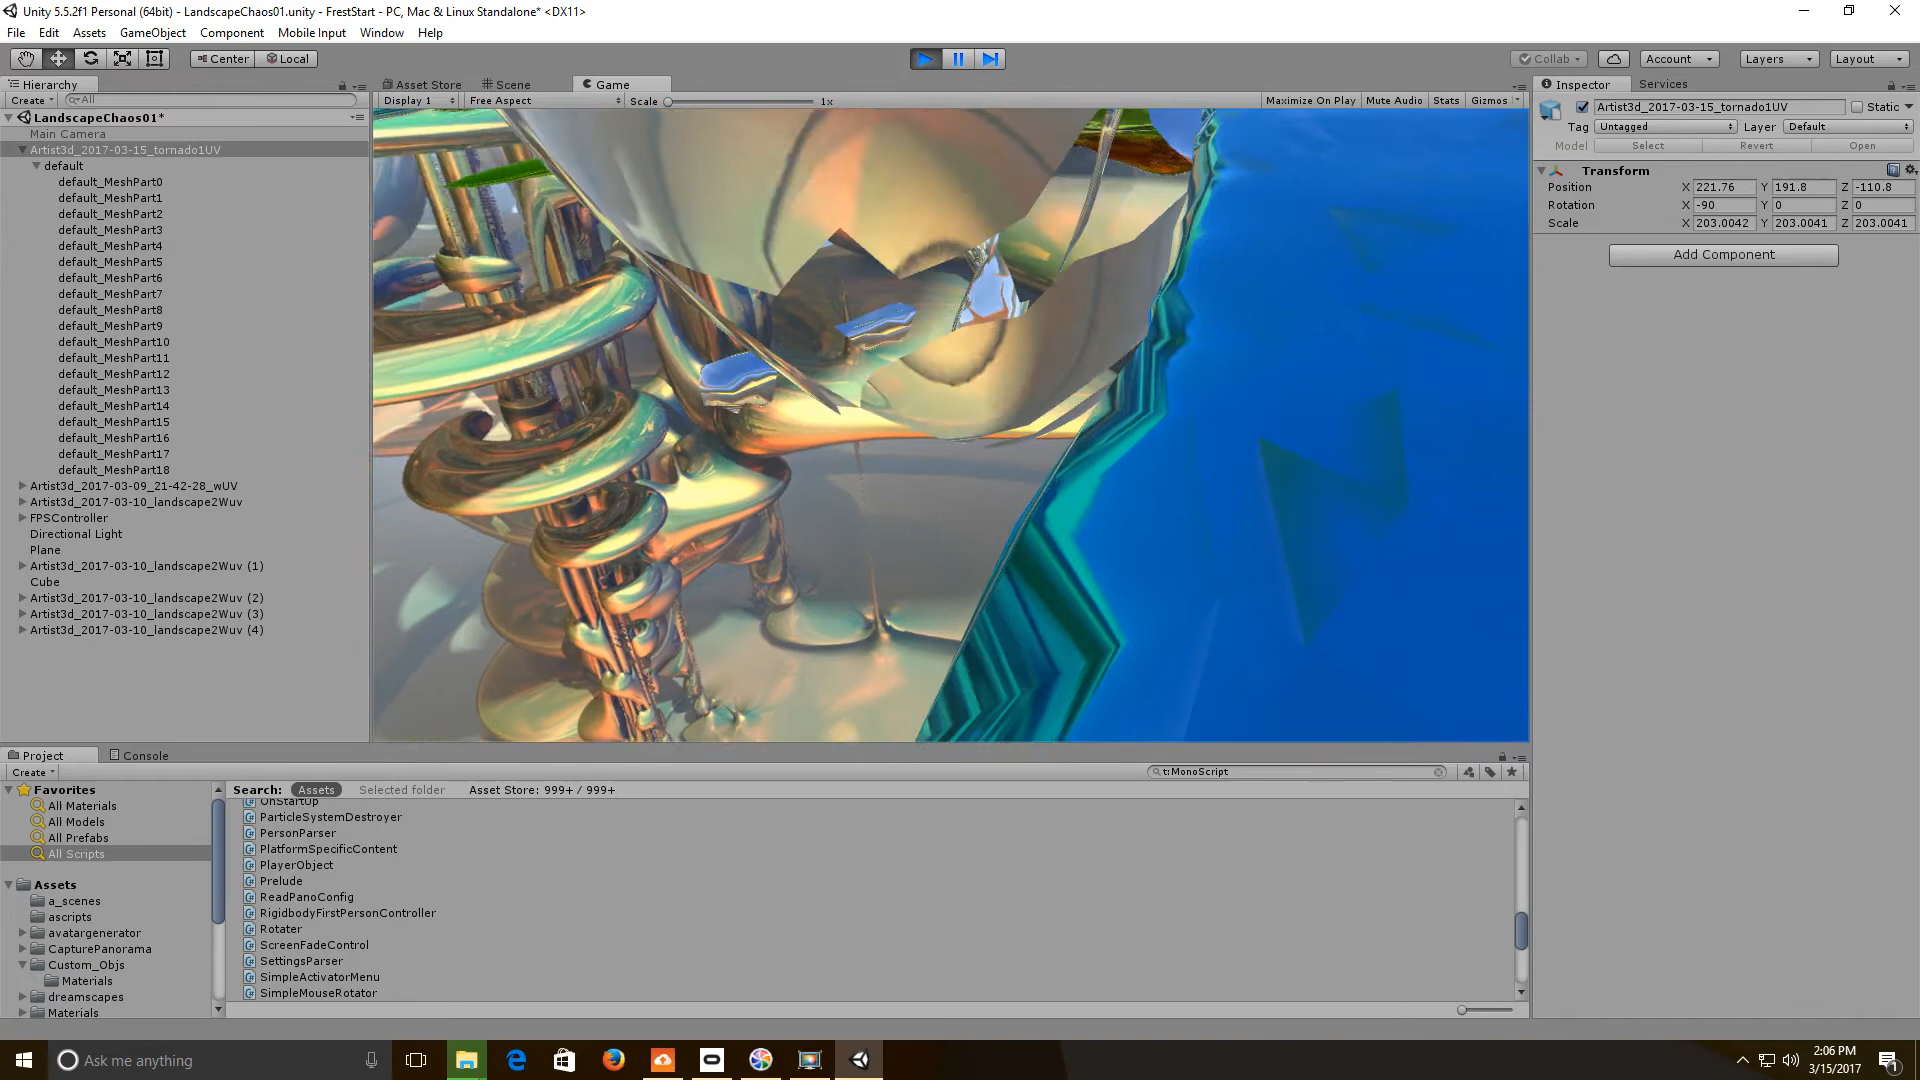 Unity 5.5.2f1 Personal (64bit) - LandscapeChaos01.unity - FrestStart - PC, Mac & Linux Standalone* <DX11>
File Edit Assets GameObject Component Mobile Input Window Help
Center Local
Collab Account Layers Layout
Hierarchy
Create All
LandscapeChaos01*
Main Camera
Artist3d_2017-03-15_tornado1UV
default
default_MeshPart0
default_MeshPart1
default_MeshPart2
default_MeshPart3
default_MeshPart4
default_MeshPart5
default_MeshPart6
default_MeshPart7
default_MeshPart8
default_MeshPart9
default_MeshPart10
default_MeshPart11
default_MeshPart12
default_MeshPart13
default_MeshPart14
default_MeshPart15
default_MeshPart16
default_MeshPart17
default_MeshPart18
Artist3d_2017-03-09_21-42-28_wUV
Artist3d_2017-03-10_landscape2Wuv
FPSController
Directional Light
Plane
Artist3d_2017-03-10_landscape2Wuv (1)
Cube
Artist3d_2017-03-10_landscape2Wuv (2)
Artist3d_2017-03-10_landscape2Wuv (3)
Artist3d_2017-03-10_landscape2Wuv (4)
Asset Store Scene Game
Display 1 Free Aspect Scale 1x Maximize On Play Mute Audio Stats Gizmos
Inspector Services
Artist3d_2017-03-15_tornado1UV Static
Tag Untagged Layer Default
Model Select Revert Open
Transform
Position X 221.76 Y 191.8 Z -110.8
Rotation X -90 Y 0 Z 0
Scale X 203.0042 Y 203.0041 Z 203.0041
Add Component
Project Console
Create t:MonoScript
Favorites
All Materials
All Models
All Prefabs
All Scripts
Assets
a_scenes
ascripts
avatargenerator
CapturePanorama
Custom_Objs
Materials
dreamscapes
Materials
Search: Assets Selected folder Asset Store: 999+ / 999+
OnStartUp
ParticleSystemDestroyer
PersonParser
PlatformSpecificContent
PlayerObject
Prelude
ReadPanoConfig
RigidbodyFirstPersonController
Rotater
ScreenFadeControl
SettingsParser
SimpleActivatorMenu
SimpleMouseRotator
Ask me anything
2:06 PM
3/15/2017
1